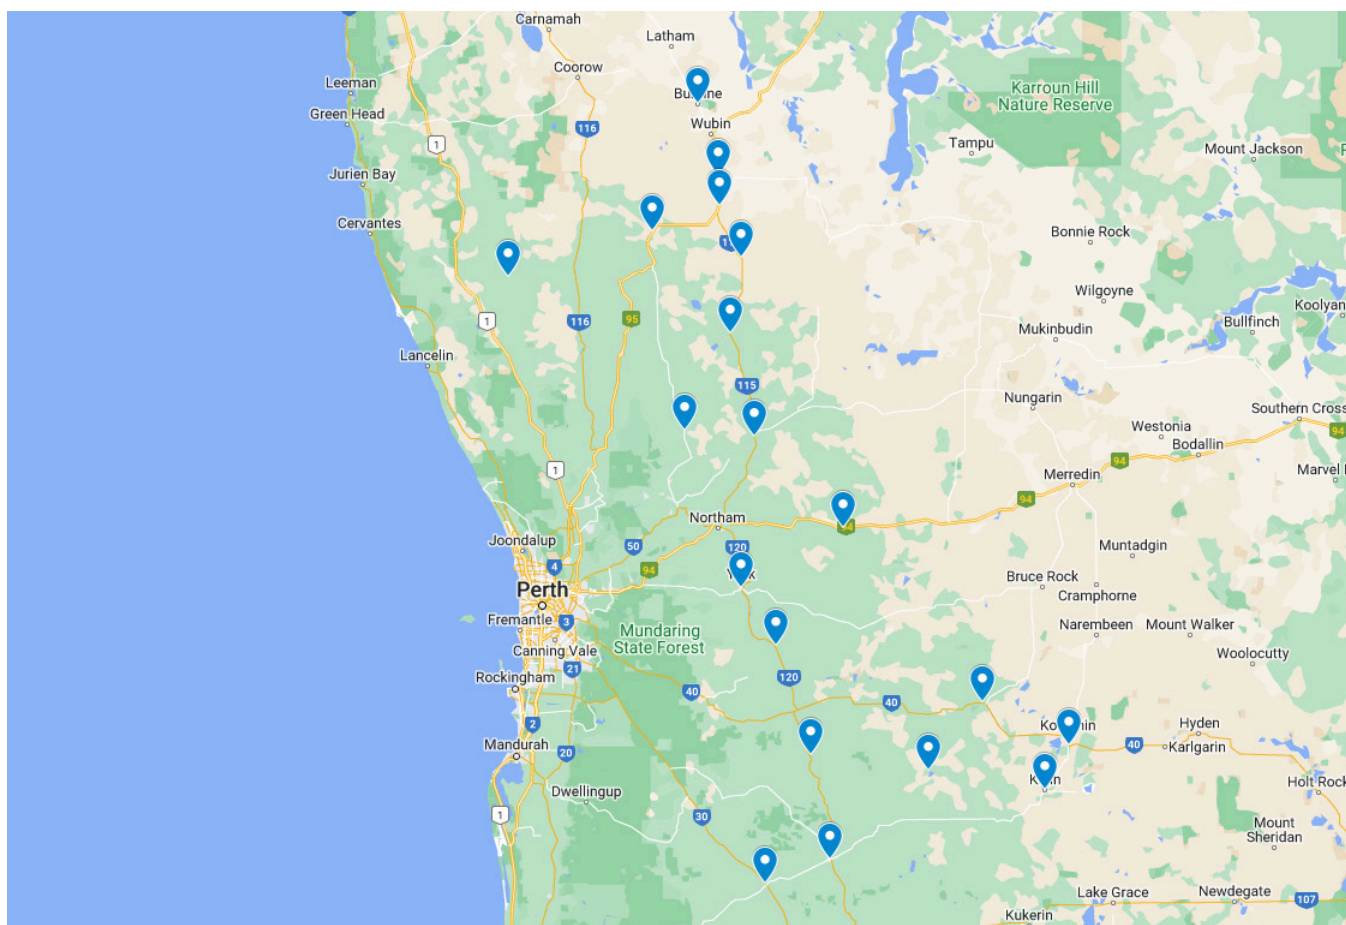 Carnamah
Latham
Coorow
Leeman
Green Head
Karroun Hill
Nature Reserve
Wubin
116
1
Tampu
Mount Jackson
Jurien Bay
Cervantes
Bonnie Rock
Wilgoyne
Koolyan
Bullfinch
Mukinbudin
1
116
95
Lancelin
115
Nungarin
Southern Cross
Westonia
Bodallin
94
94
Marvel
Merredin
1
94
Northam
94
Joondalup
50
120
Muntadgin
4
94
Bruce Rock
Cramphorne
Perth
Fremantle
3
Narembeen
Mount Walker
Mundaring
State Forest
Canning Vale
Woolocutty
21
Rockingham
120
40
40
2
Hyden
Mandurah
20
40
Karlgarin
Dwellingup
Holt Rock
1
30
Mount
Sheridan
Lake Grace
Newdegate
107
Kukerin